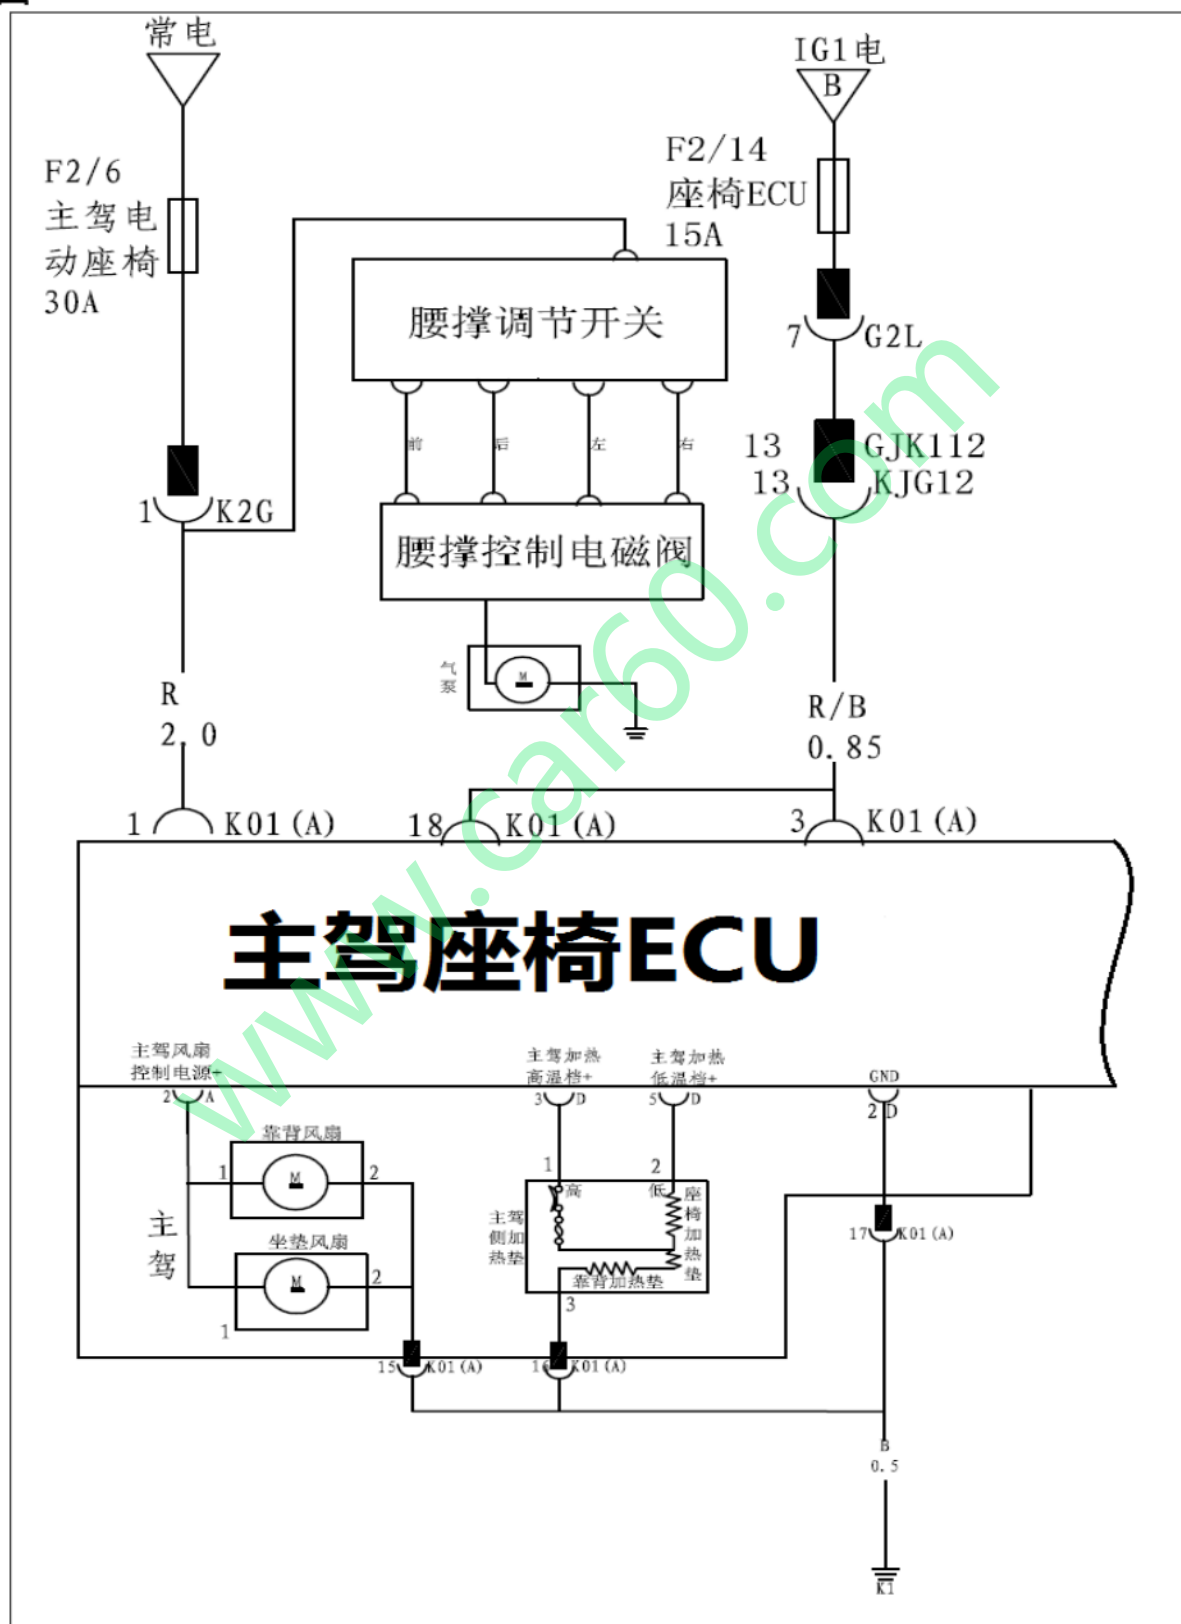 常电
IG1电
B
F2/6
主驾电
动座椅
30A
F2/14
座椅ECU
15A
腰撑调节开关
7 G2L
前 后 左 右
13 GJK112
13 KJG12
1 K2G
腰撑控制电磁阀
气
泵
M
R
2.0
R/B
0.85
1 K01(A)
18 K01(A)
3 K01(A)
主驾座椅ECU
主驾风扇
控制电源+
主驾加热
高温档+
主驾加热
低温档+
GND
2 A
3 D
5 D
2 D
靠背风扇
1 M 2
主
驾
坐垫风扇
M 2
1
1 2
高 低
主驾
侧加
热垫
座
椅
加
热
垫
靠背加热垫
3
17 K01(A)
15 K01(A)
16 K01(A)
B
0.5
K1
www.car60.com